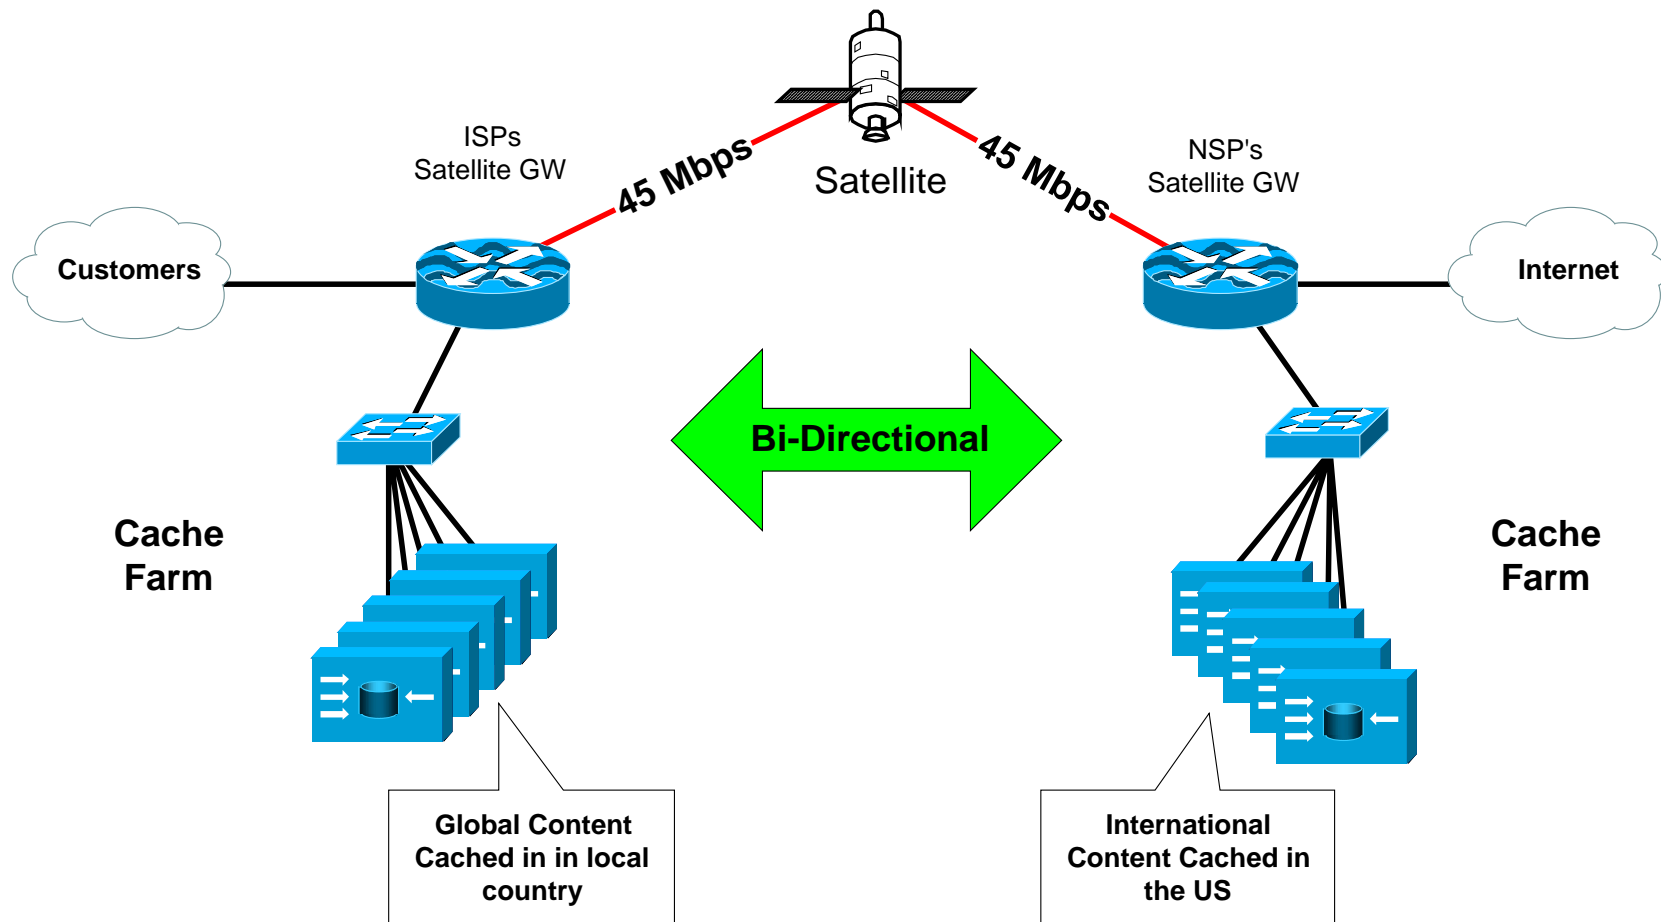 ISPs
Satellite GW
45 Mbps
Satellite
45 Mbps
NSP's
Satellite GW
Customers
Internet
Bi-Directional
Cache
Farm
Cache
Farm
Global Content
Cached in in local
country
International
Content Cached in
the US